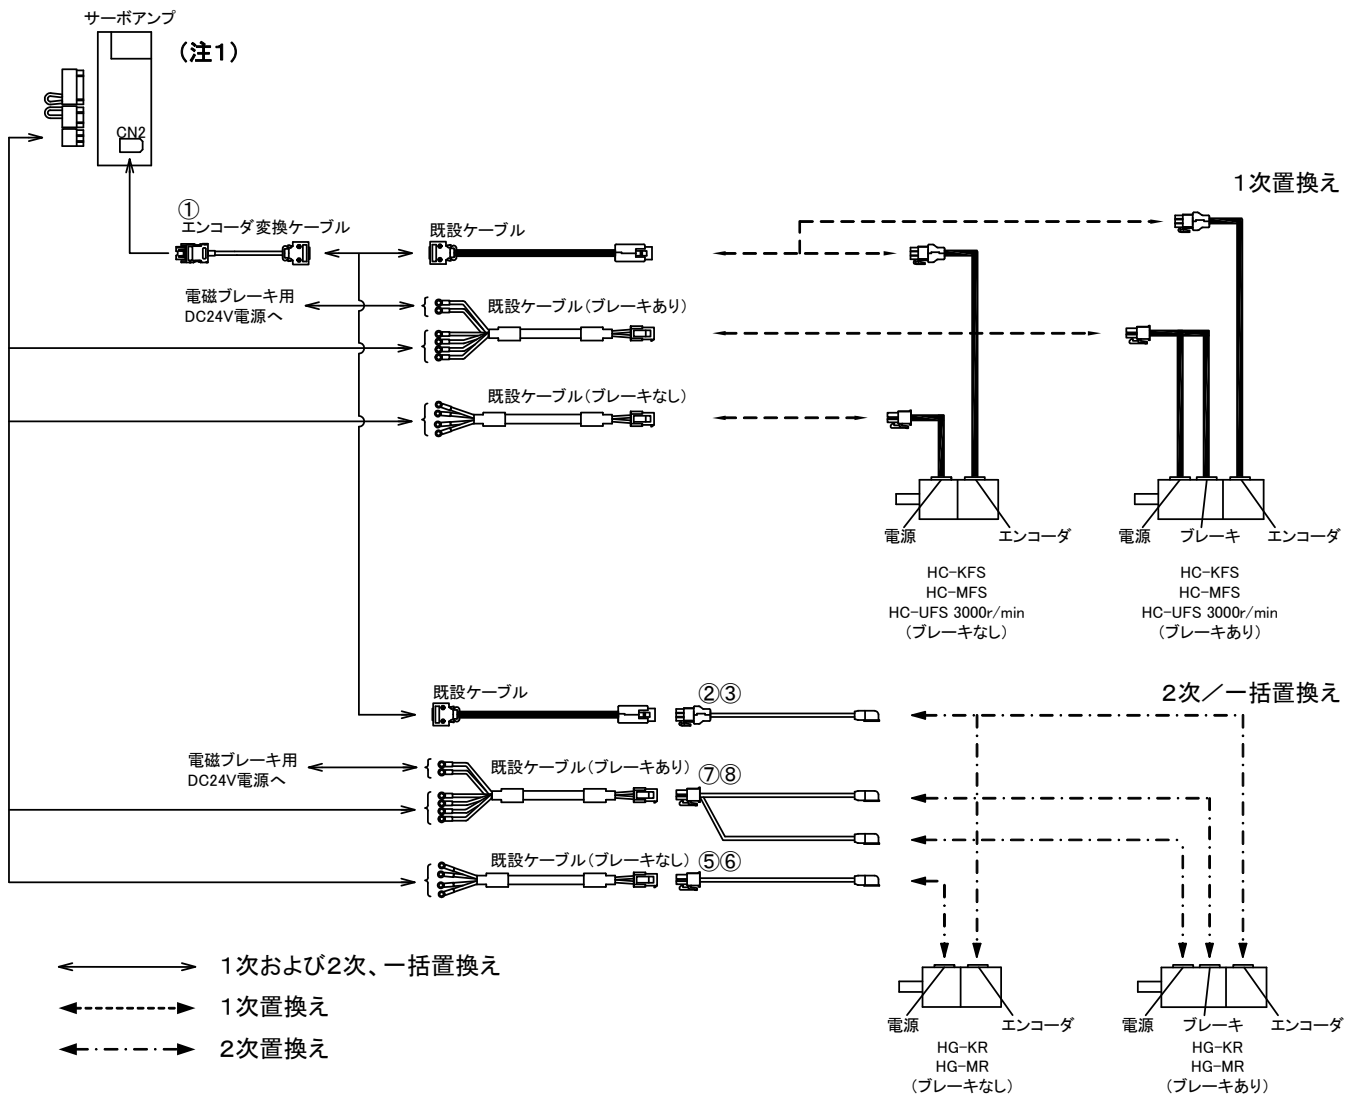 サーボアンプ
(注1)
CN2
1次置換え
①
エンコーダ変換ケーブル
既設ケーブル
電磁ブレーキ用
DC24V電源へ
既設ケーブル(ブレーキあり)
既設ケーブル(ブレーキなし)
電源
エンコーダ
電源
ブレーキ
エンコーダ
HC-KFS
HC-MFS
HC-UFS 3000r/min
(ブレーキなし)
HC-KFS
HC-MFS
HC-UFS 3000r/min
(ブレーキあり)
2次/一括置換え
既設ケーブル
②③
電磁ブレーキ用
DC24V電源へ
既設ケーブル(ブレーキあり)
⑦⑧
既設ケーブル(ブレーキなし)
⑤⑥
1次および2次、一括置換え
1次置換え
2次置換え
電源
エンコーダ
電源
ブレーキ
エンコーダ
HG-KR
HG-MR
(ブレーキなし)
HG-KR
HG-MR
(ブレーキあり)